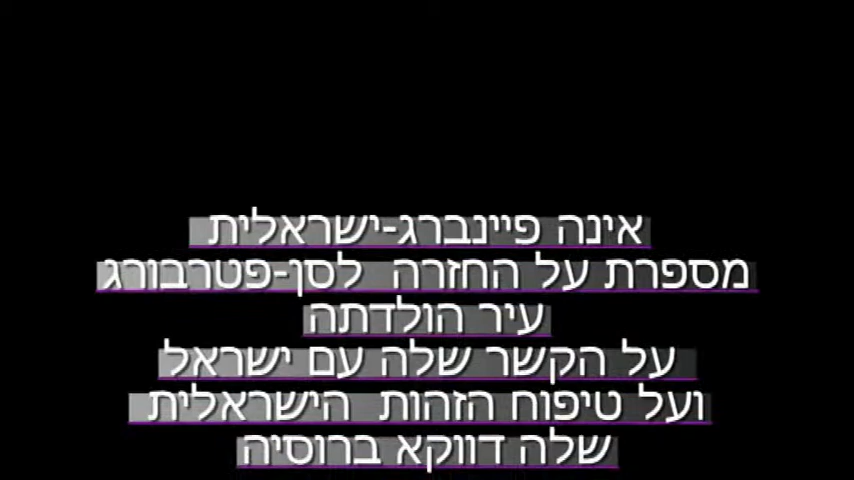 אינה פיינברג-ישראלית
מספרת על החזרה לסן-פטרבורג
עיר הולדתה
על הקשר שלה עם ישראל
ועל טיפוח הזהות הישראלית
שלה דווקא ברוסיה